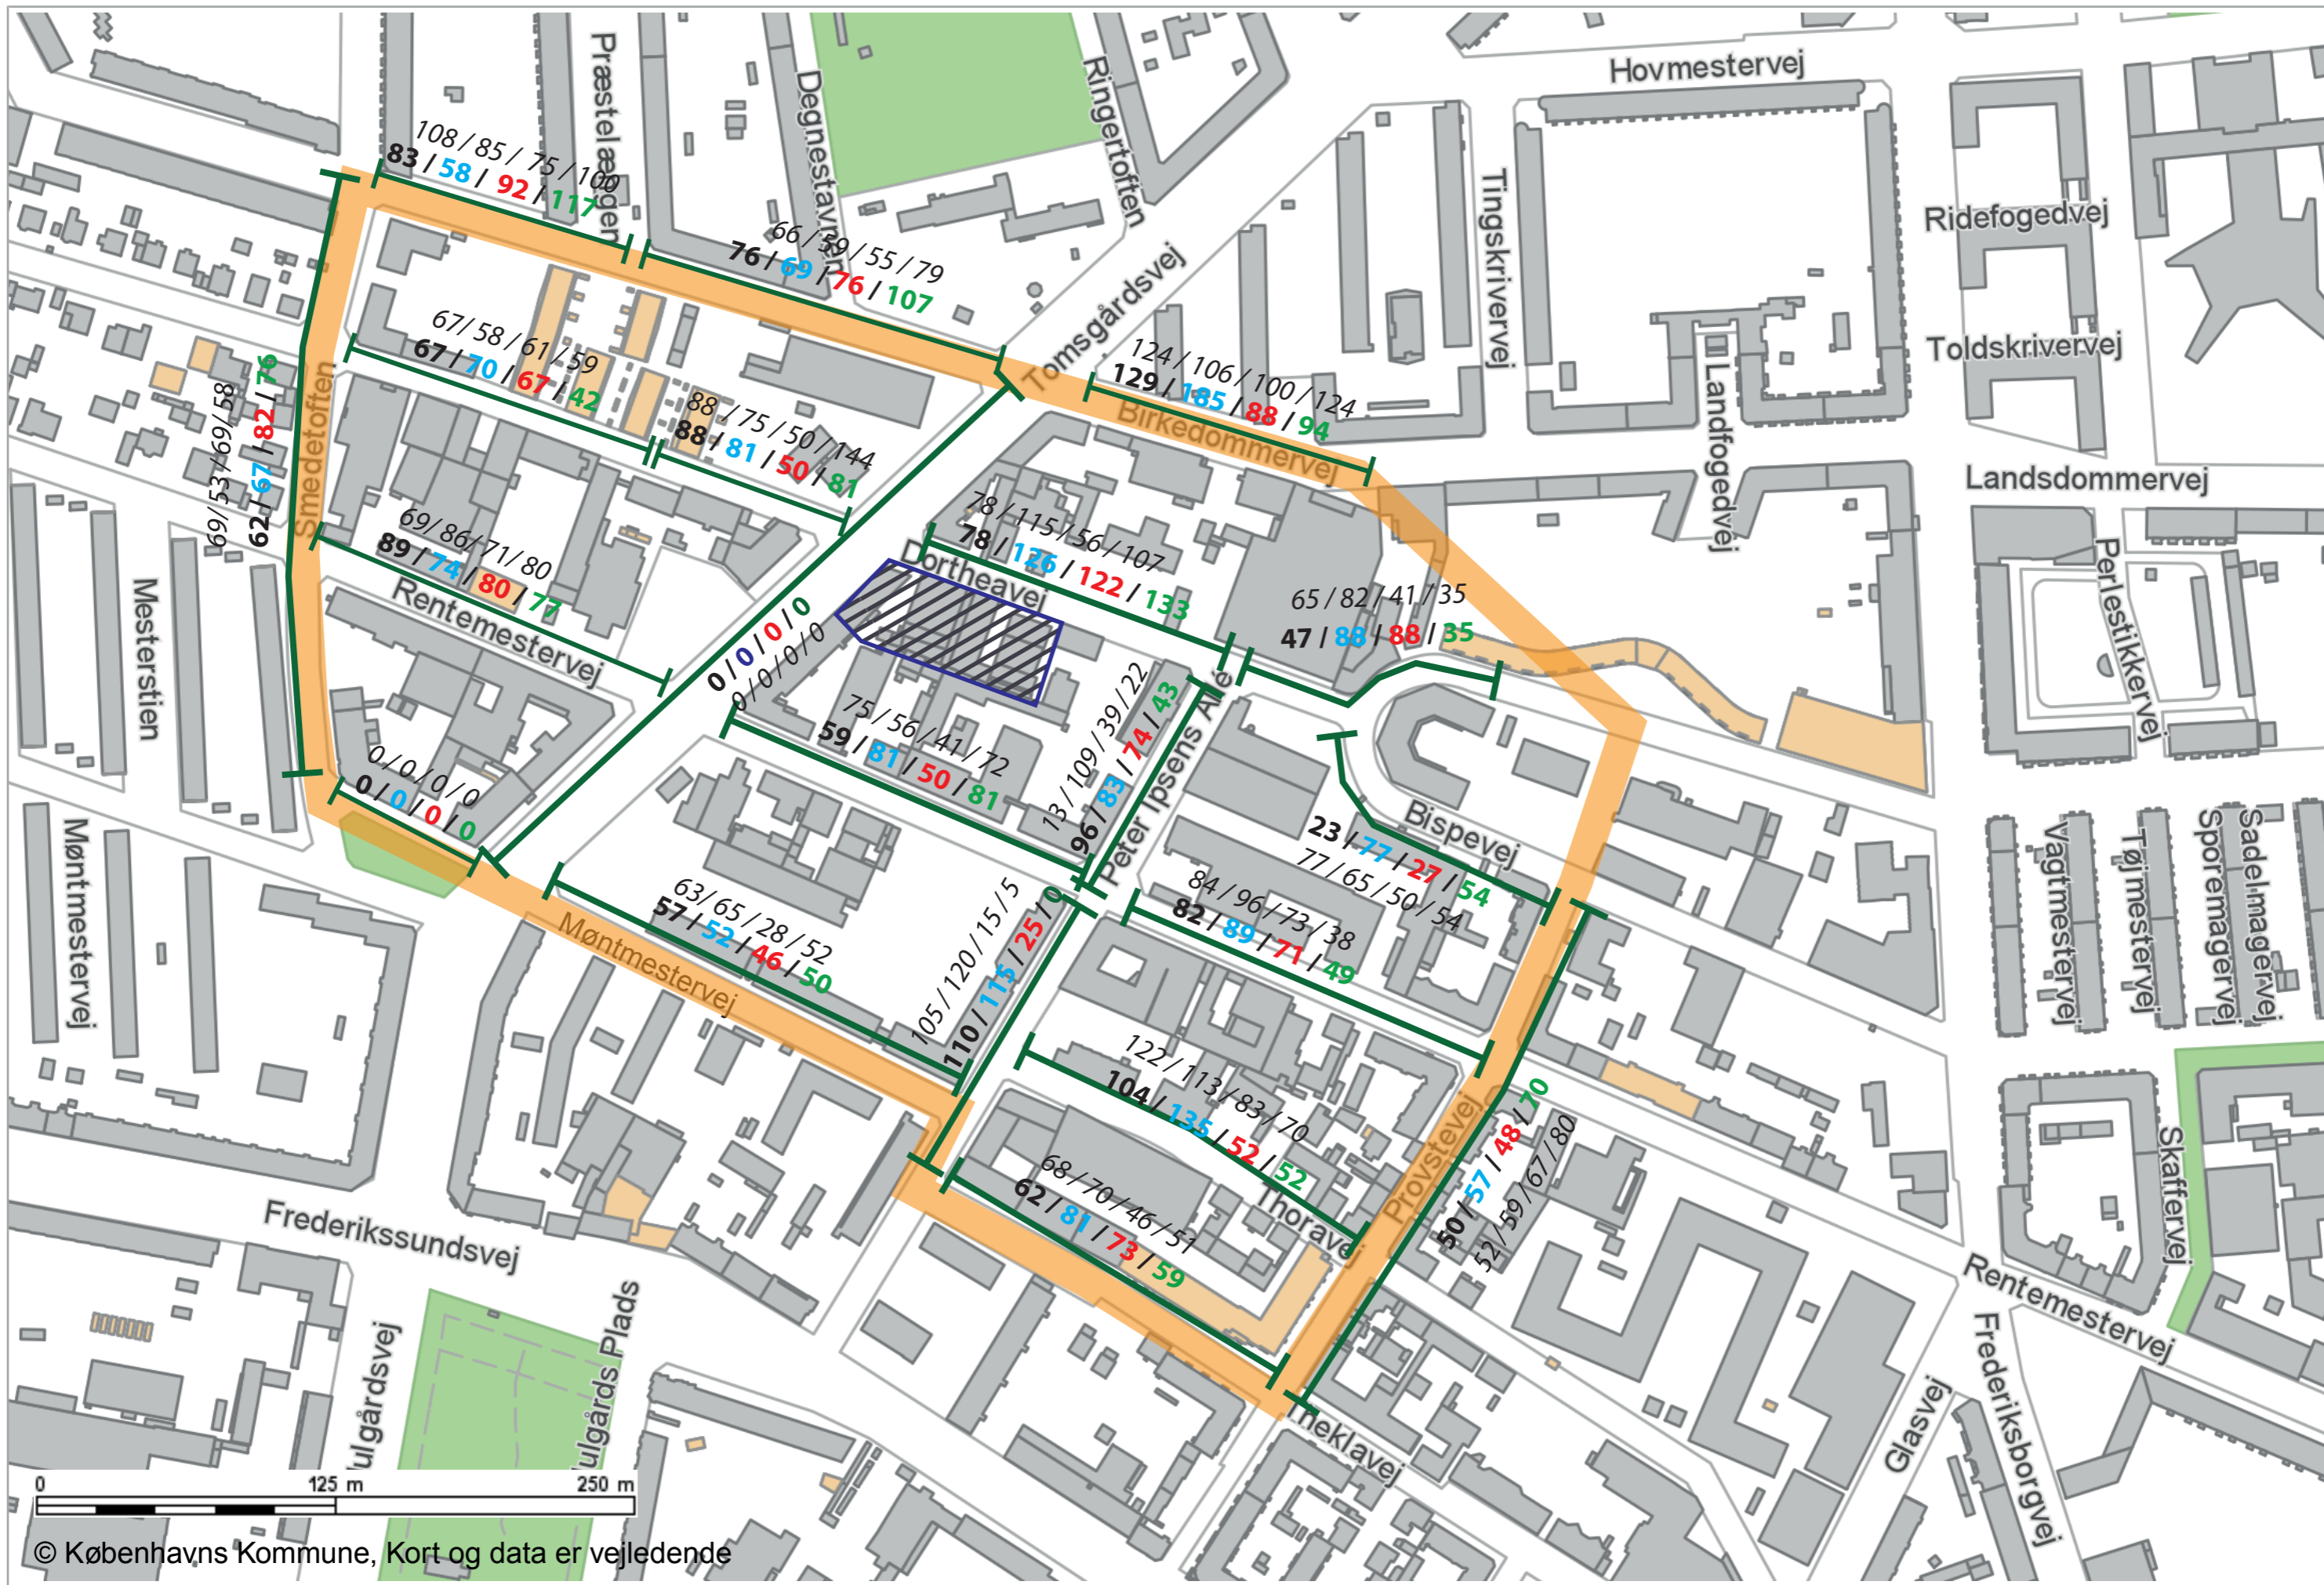 Hovmestervej
Præstelængen
Degnestavnen
Ringertoften
108 / 85 / 75 / 100
83 / 58 / 92 / 117
Tingskrivervej
Ridefogedvej
66 / 59 / 55 / 79
76 / 69 / 76 / 107
Tomsgårdsvej
67 / 58 / 61 / 59
67 / 70 / 67 / 42
124 / 106 / 100 / 124
129 / 185 / 88 / 94
Birkedommervej
Toldskrivervej
Landfogedvej
69 / 53 / 69 / 58
62 / 67 / 82 / 76
Smedetoften
88 / 75 / 50 / 144
88 / 81 / 50 / 81
Landsdommervej
69 / 86 / 71 / 80
89 / 74 / 80 / 77
Rentemestervej
78 / 115 / 56 / 107
78 / 126 / 122 / 133
Dortheavej
Mesterstien
Perlestikkervej
65 / 82 / 41 / 35
47 / 88 / 88 / 35
0 / 0 / 0 / 0
0 / 0 / 0 / 0
13 / 109 / 39 / 22
96 / 83 / 74 / 43
Peter Ipsens Allé
75 / 56 / 41 / 72
59 / 81 / 50 / 81
0 / 0 / 0 / 0
0 / 0 / 0 / 0
Møntmestervej
Bispevej
23 / 77 / 27 / 54
77 / 65 / 50 / 54
Vagtmestervej
Tøjmestervej
Sporemagervej
Sadelmagervej
84 / 96 / 73 / 38
82 / 89 / 71 / 49
63 / 65 / 28 / 52
57 / 52 / 46 / 50
Møntmestervej
105 / 120 / 15 / 5
110 / 115 / 25 / 0
122 / 113 / 83 / 70
104 / 135 / 52 / 52
Thoravej
Provstevej
50 / 57 / 48 / 70
52 / 59 / 67 / 80
68 / 70 / 46 / 51
62 / 81 / 73 / 59
Skaffervej
Frederikssundsvej
Rentemestervej
Frederiksborgvej
Glasvej
Theklavej
ulgårdsvej
ulgårds Plads
0 125 m 250 m
© Københavns Kommune, Kort og data er vejledende